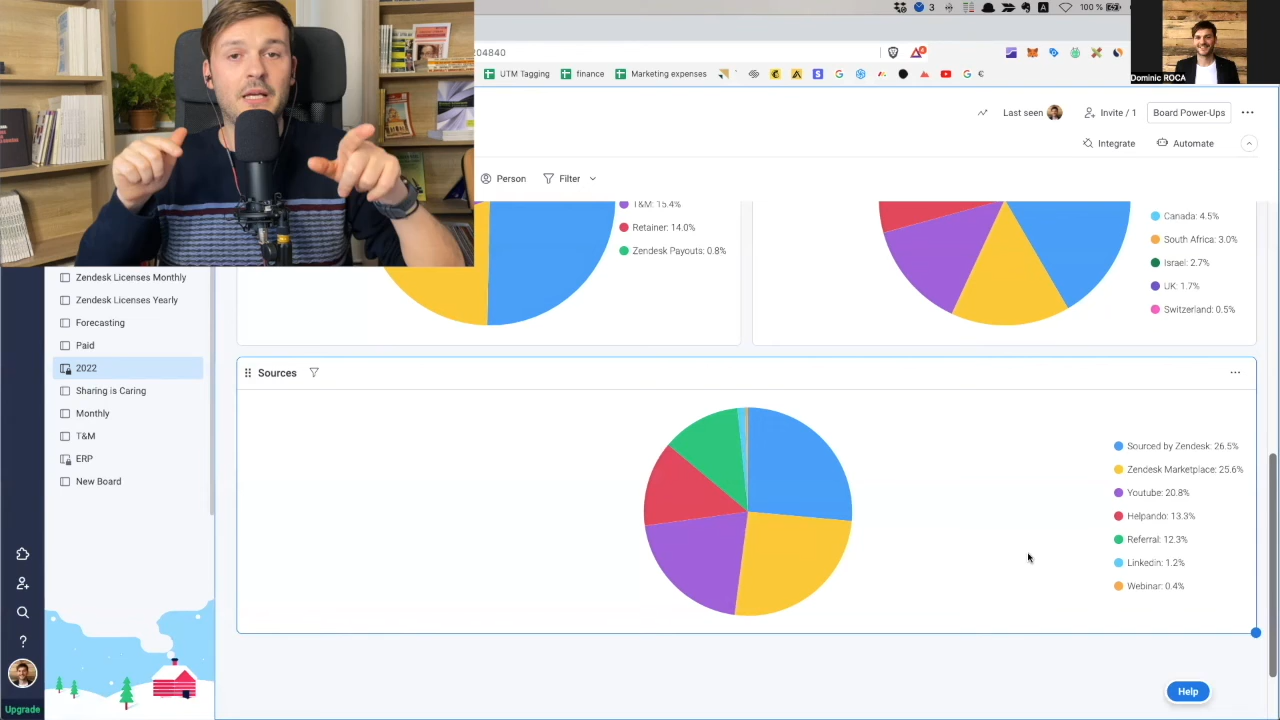 3
A
100 %
204840
UTM Tagging
finance
Marketing expenses
G
S
G
G €
Dominic ROCA
Last seen
Invite / 1
Board Power-Ups
Integrate
Automate
Person
Filter
T&M: 15.4%
Retainer: 14.0%
Zendesk Payouts: 0.8%
Canada: 4.5%
South Africa: 3.0%
Israel: 2.7%
UK: 1.7%
Switzerland: 0.5%
Zendesk Licenses Monthly
Zendesk Licenses Yearly
Forecasting
Paid
2022
Sharing is Caring
Monthly
T&M
ERP
New Board
Upgrade
Sources
Sourced by Zendesk: 26.5%
Zendesk Marketplace: 25.6%
Youtube: 20.8%
Helpando: 13.3%
Referral: 12.3%
Linkedin: 1.2%
Webinar: 0.4%
Help